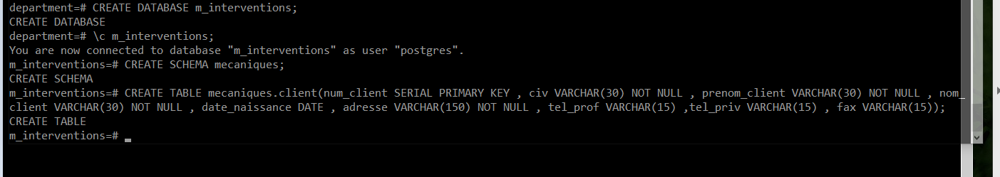 department=# CREATE DATABASE m_interventions;
CREATE DATABASE
department=# \c m_interventions;
You are now connected to database "m_interventions" as user "postgres".
m_interventions=# CREATE SCHEMA mecaniques;
CREATE SCHEMA
m_interventions=# CREATE TABLE mecaniques.client(num_client SERIAL PRIMARY KEY , civ VARCHAR(30) NOT NULL , prenom_client VARCHAR(30) NOT NULL , nom_
client VARCHAR(30) NOT NULL , date_naissance DATE , adresse VARCHAR(150) NOT NULL , tel_prof VARCHAR(15) ,tel_priv VARCHAR(15) , fax VARCHAR(15));
CREATE TABLE
m_interventions=#